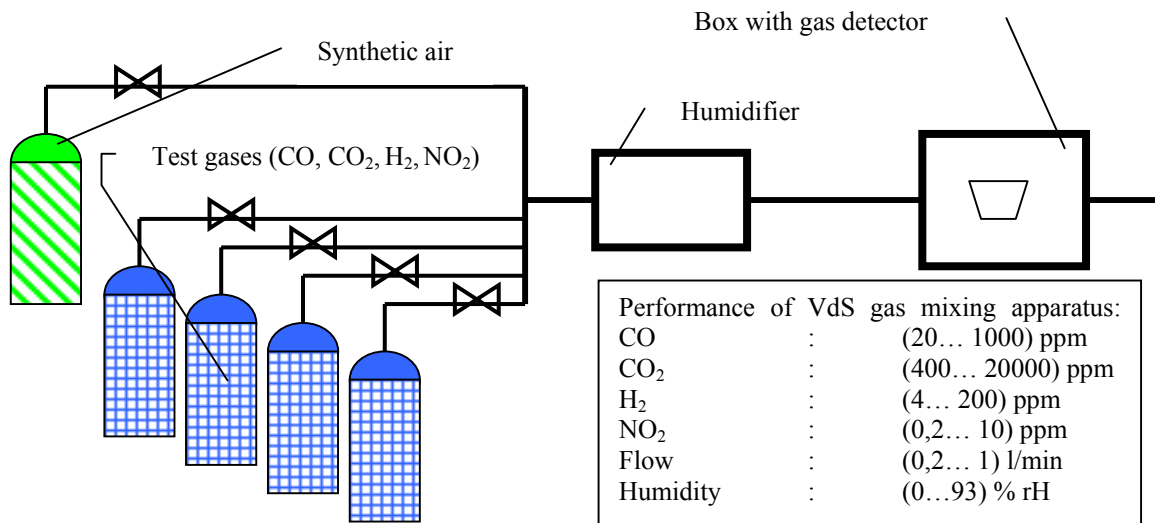 Box with gas detector
Synthetic air
Humidifier
Test gases (CO, CO₂, H₂, NO₂)
Performance of VdS gas mixing apparatus:
CO : (20… 1000) ppm
CO₂ : (400… 20000) ppm
H₂ : (4… 200) ppm
NO₂ : (0,2… 10) ppm
Flow : (0,2… 1) l/min
Humidity : (0…93) % rH